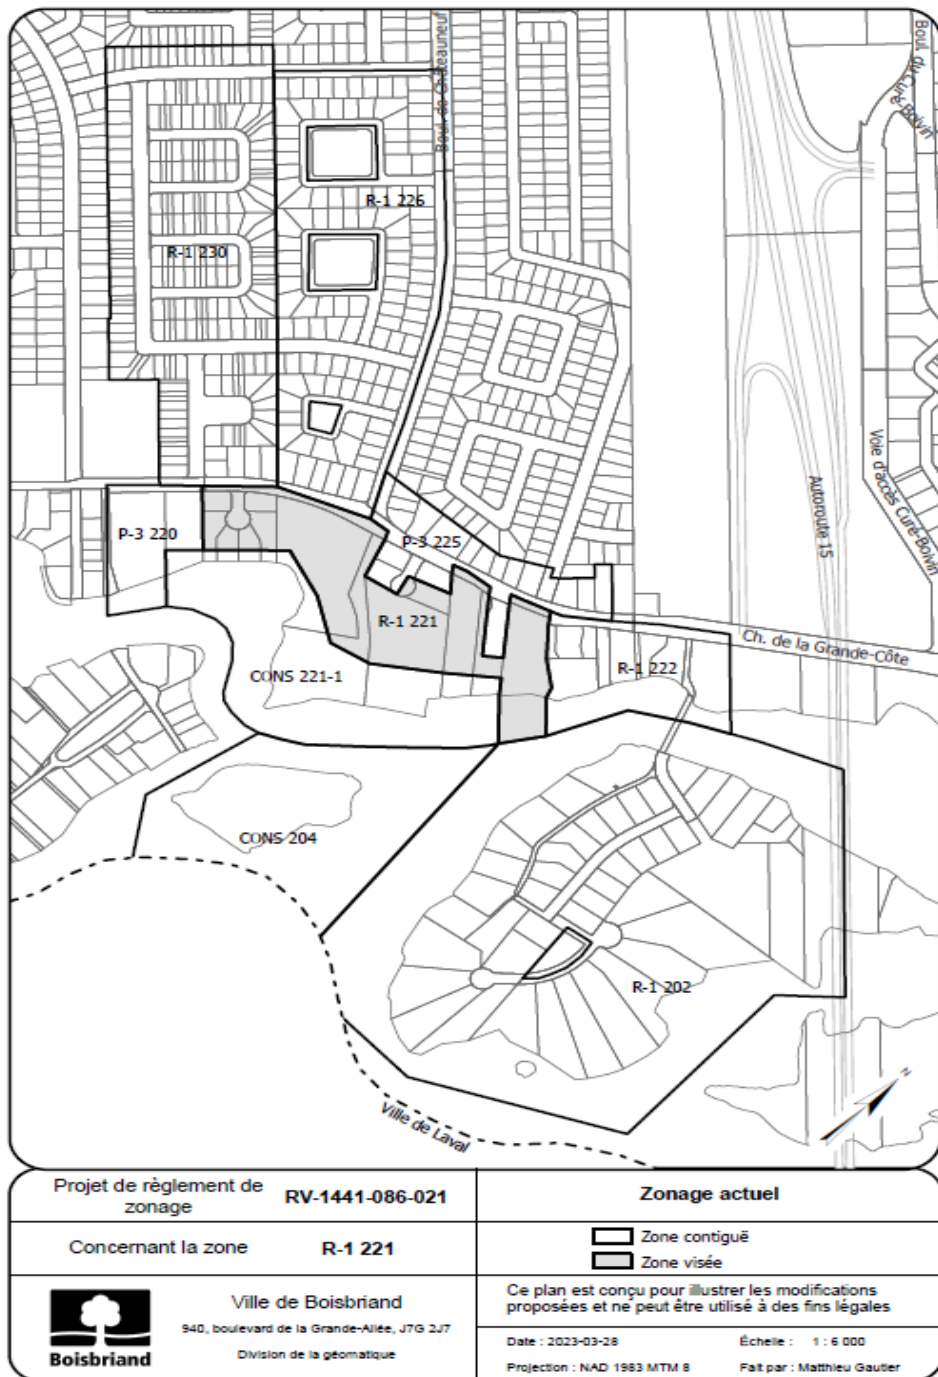 Boul. de Châteauneuf
Boul. du Curé-Boivin
R-1 226
R-1 230
Voie d'accès Curé-Boivin
Autoroute 15
P-3 220
P-3 225
R-1 221
Ch. de la Grande-Côte
R-1 222
CONS 221-1
CONS 204
R-1 202
N
Ville de Laval
Projet de règlement de
zonage
RV-1441-086-021
Zonage actuel
Concernant la zone
R-1 221
Zone contiguë
Zone visée
Boisbriand
Ville de Boisbriand
940, boulevard de la Grande-Allée, J7G 2J7
Division de la géomatique
Ce plan est conçu pour illustrer les modifications
proposées et ne peut être utilisé à des fins légales
Date : 2023-03-28
Échelle : 1 : 6 000
Projection : NAD 1983 MTM 8
Fait par : Matthieu Gautier